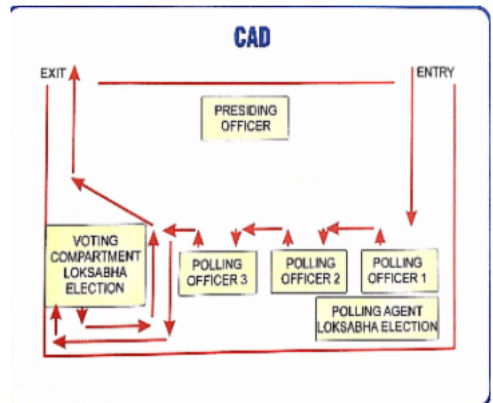 CAD
EXIT
ENTRY
PRESIDING
OFFICER
VOTING
COMPARTMENT
LOKSABHA
ELECTION
POLLING
OFFICER 3
POLLING
OFFICER 2
POLLING
OFFICER 1
POLLING AGENT
LOKSABHA ELECTION